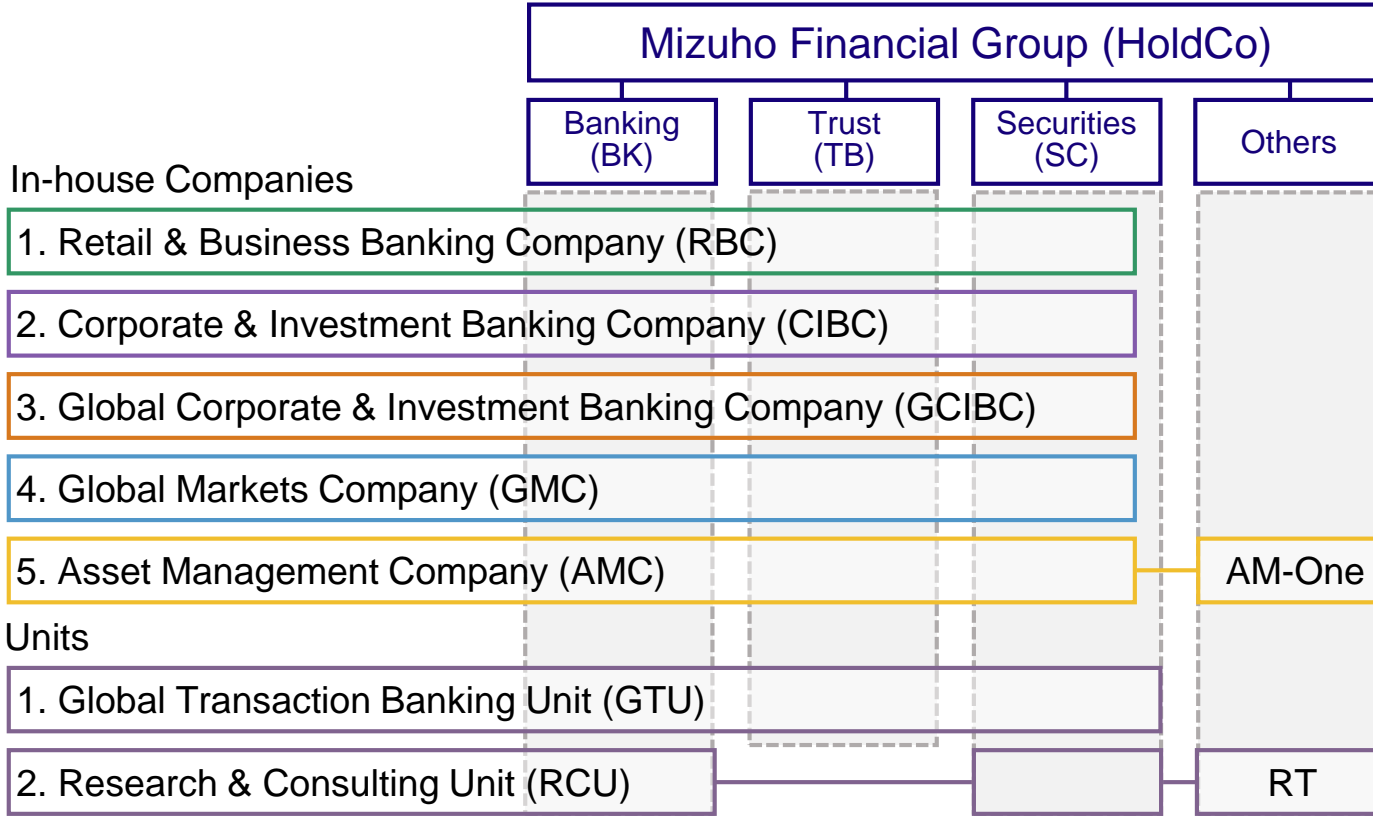 Mizuho Financial Group (HoldCo)
Banking
(BK)
Trust
(TB)
Securities
(SC)
Others
In-house Companies
1. Retail & Business Banking Company (RBC)
2. Corporate & Investment Banking Company (CIBC)
3. Global Corporate & Investment Banking Company (GCIBC)
4. Global Markets Company (GMC)
5. Asset Management Company (AMC)
AM-One
Units
1. Global Transaction Banking Unit (GTU)
2. Research & Consulting Unit (RCU)
RT